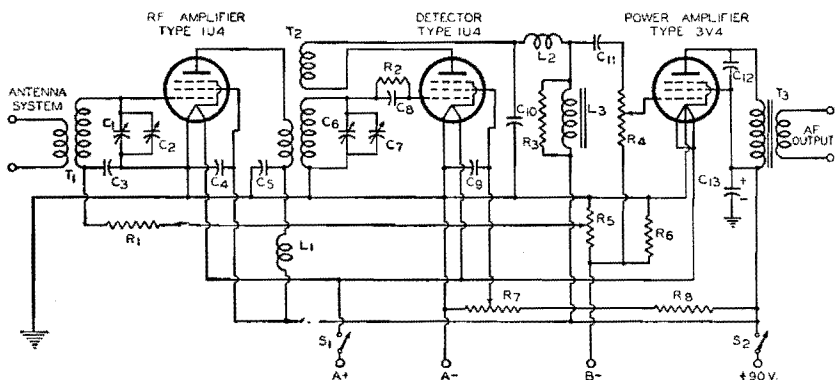 RF AMPLIFIER
TYPE 1U4
DETECTOR
TYPE 1U4
POWER AMPLIFIER
TYPE 3V4
ANTENNA
SYSTEM
T1
C1
C2
C3
C4
C5
T2
R2
C8
C6
C7
C9
C10
L2
C11
R3
L3
R4
C12
T3
AF
OUTPUT
C13
+
-
R1
L1
R5
R6
R7
R8
S1
S2
A+
A-
B-
+90 V.